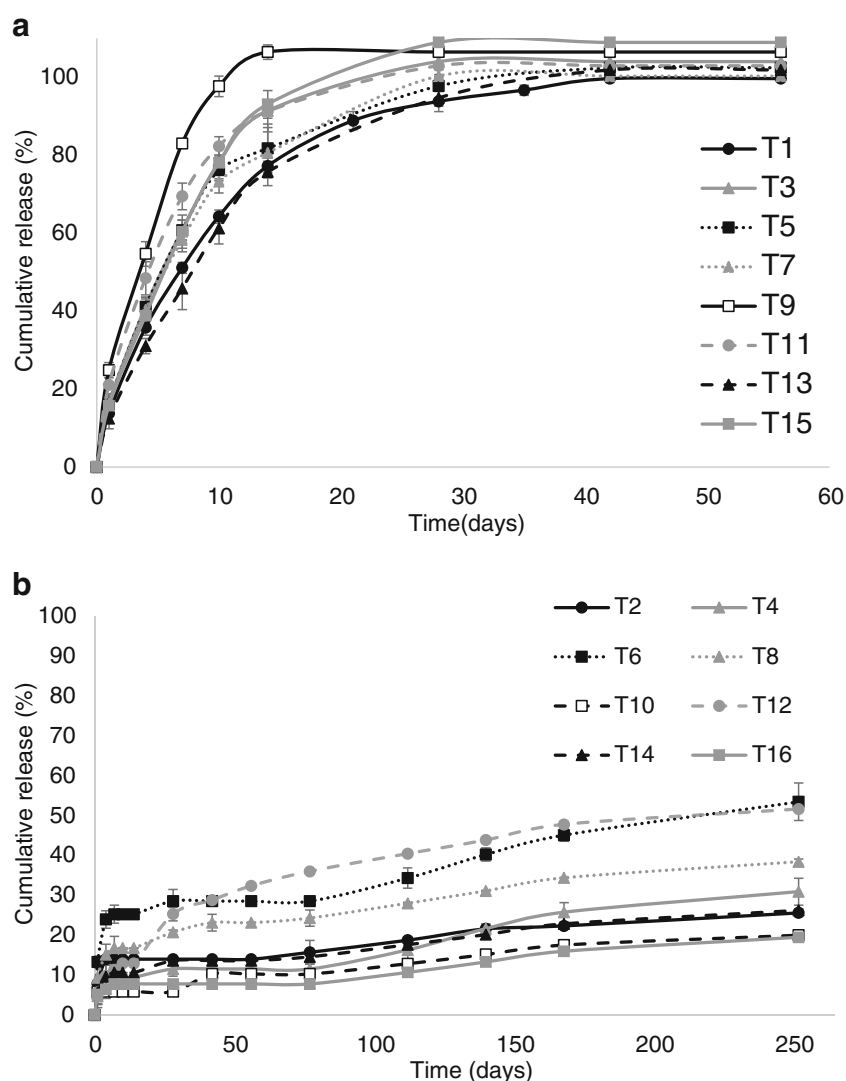 a
100
80
60
40
20
0
Cumulative release (%)
T1
T3
T5
T7
T9
T11
T13
T15
0 10 20 30 40 50 60
Time(days)
b
100
90
80
70
60
50
40
30
20
10
0
Cumulative release (%)
T2 T4
T6 T8
T10 T12
T14 T16
0 50 100 150 200 250
Time (days)